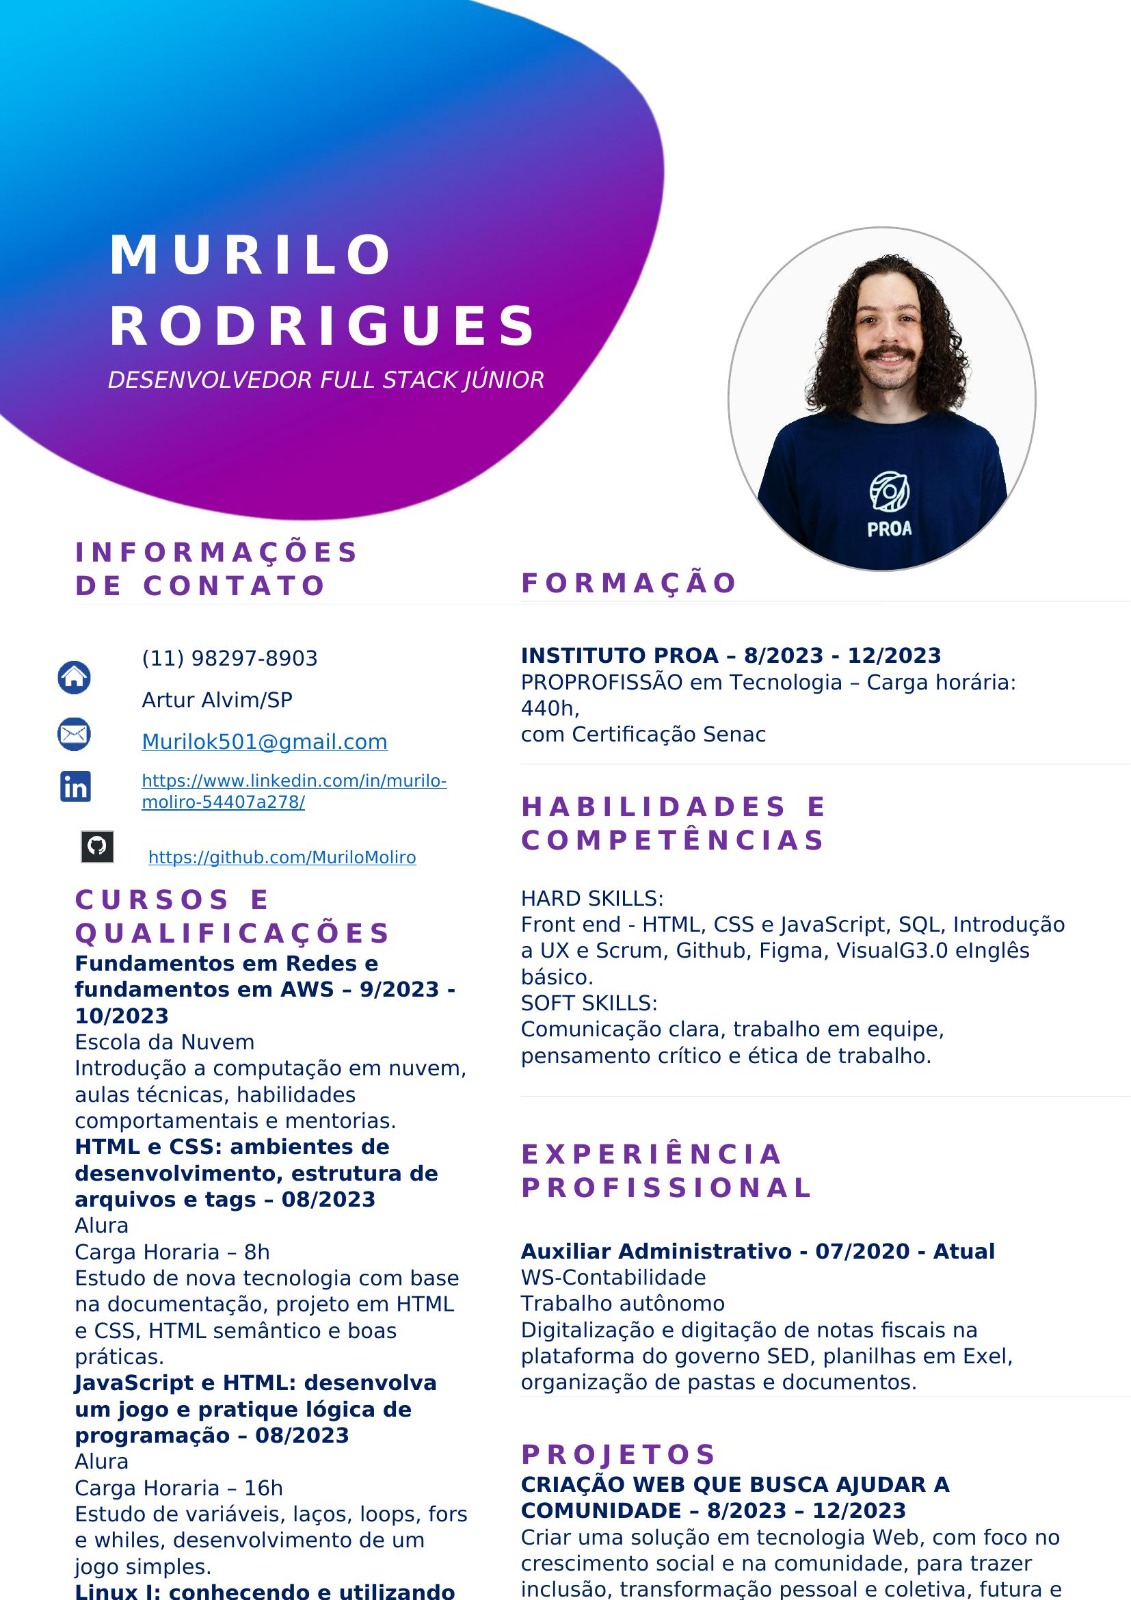 MURILO
RODRIGUES
DESENVOLVEDOR FULL STACK JÚNIOR
PROA
INFORMAÇÕES
DE CONTATO
(11) 98297-8903
Artur Alvim/SP
Murilok501@gmail.com
in
https://www.linkedin.com/in/murilo-
moliro-54407a278/
https://github.com/MuriloMoliro
CURSOS E
QUALIFICAÇÕES
Fundamentos em Redes e
fundamentos em AWS – 9/2023 -
10/2023
Escola da Nuvem
Introdução a computação em nuvem,
aulas técnicas, habilidades
comportamentais e mentorias.
HTML e CSS: ambientes de
desenvolvimento, estrutura de
arquivos e tags – 08/2023
Alura
Carga Horaria – 8h
Estudo de nova tecnologia com base
na documentação, projeto em HTML
e CSS, HTML semântico e boas
práticas.
JavaScript e HTML: desenvolva
um jogo e pratique lógica de
programação – 08/2023
Alura
Carga Horaria – 16h
Estudo de variáveis, laços, loops, fors
e whiles, desenvolvimento de um
jogo simples.
Linux I: conhecendo e utilizando
FORMAÇÃO
INSTITUTO PROA – 8/2023 - 12/2023
PROPROFISSÃO em Tecnologia – Carga horária:
440h,
com Certificação Senac
HABILIDADES E
COMPETÊNCIAS
HARD SKILLS:
Front end - HTML, CSS e JavaScript, SQL, Introdução
a UX e Scrum, Github, Figma, VisualG3.0 eInglês
básico.
SOFT SKILLS:
Comunicação clara, trabalho em equipe,
pensamento crítico e ética de trabalho.
EXPERIÊNCIA
PROFISSIONAL
Auxiliar Administrativo - 07/2020 - Atual
WS-Contabilidade
Trabalho autônomo
Digitalização e digitação de notas fiscais na
plataforma do governo SED, planilhas em Exel,
organização de pastas e documentos.
PROJETOS
CRIAÇÃO WEB QUE BUSCA AJUDAR A
COMUNIDADE – 8/2023 – 12/2023
Criar uma solução em tecnologia Web, com foco no
crescimento social e na comunidade, para trazer
inclusão, transformação pessoal e coletiva, futura e